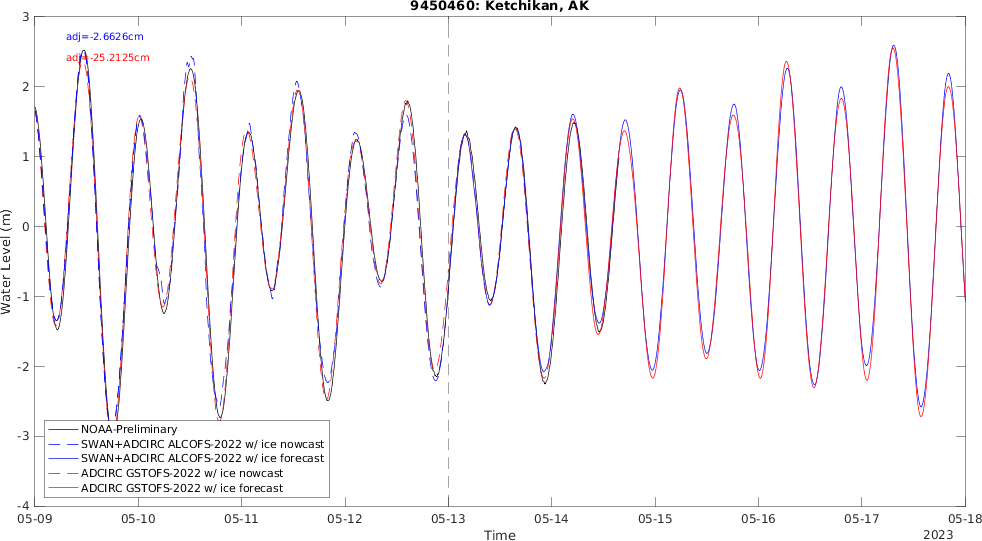 9450460: Ketchikan, AK
adj=-2.6626cm
adj=-25.2125cm
Water Level (m)
3
2
1
0
-1
-2
-3
-4
NOAA-Preliminary
SWAN+ADCIRC ALCOFS-2022 w/ ice nowcast
SWAN+ADCIRC ALCOFS-2022 w/ ice forecast
ADCIRC GSTOFS-2022 w/ ice nowcast
ADCIRC GSTOFS-2022 w/ ice forecast
05-09 05-10 05-11 05-12 05-13 05-14 05-15 05-16 05-17 05-18
Time
2023